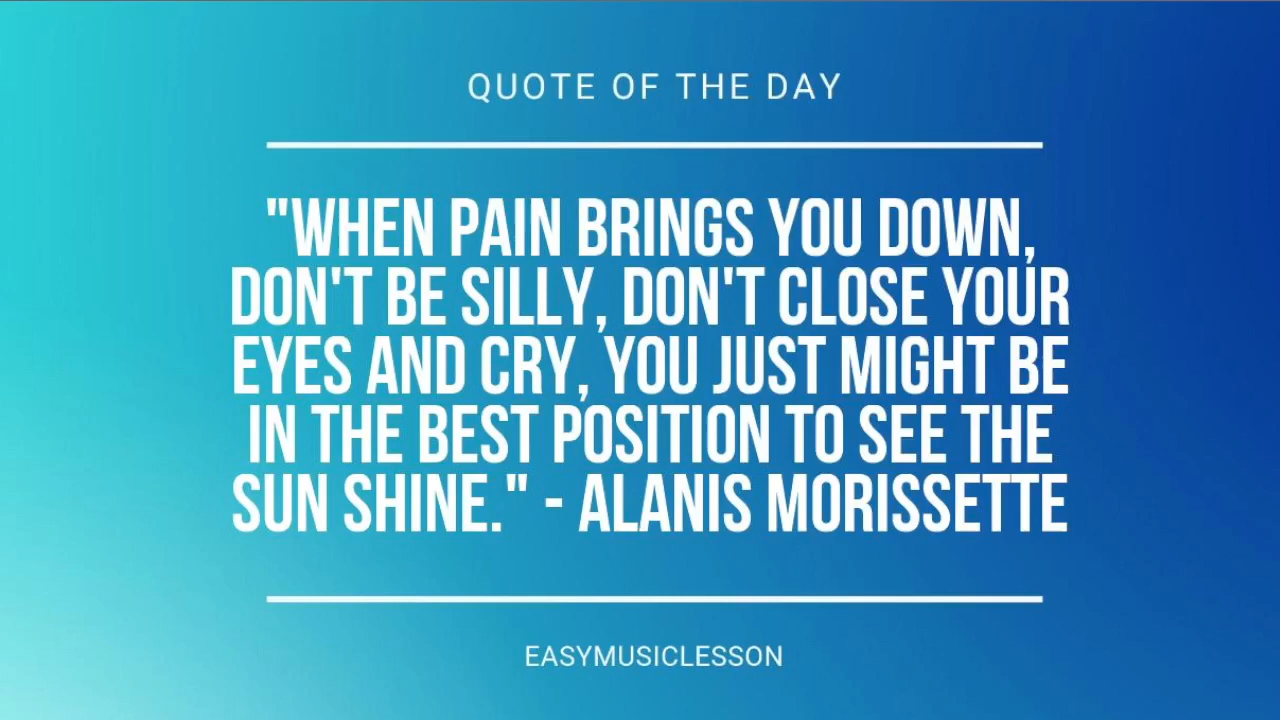 QUOTE OF THE DAY
"WHEN PAIN BRINGS YOU DOWN,
DON'T BE SILLY, DON'T CLOSE YOUR
EYES AND CRY, YOU JUST MIGHT BE
IN THE BEST POSITION TO SEE THE
SUN SHINE." - ALANIS MORISSETTE
EASYMUSICLESSON